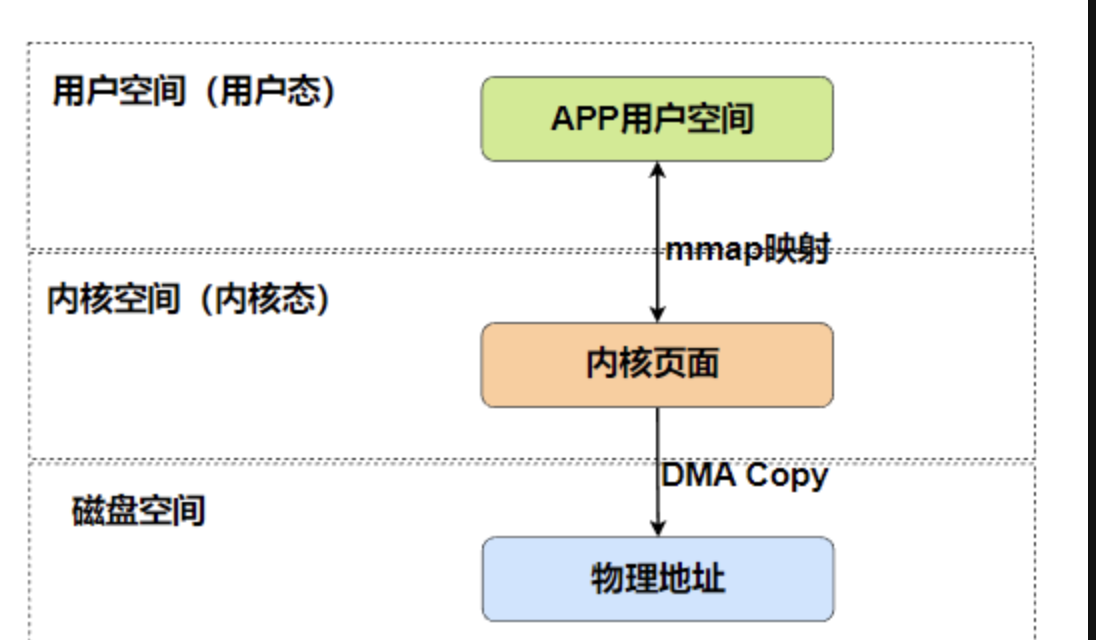 用户空间（用户态）
APP用户空间
mmap映射
内核空间（内核态）
内核页面
DMA Copy
磁盘空间
物理地址